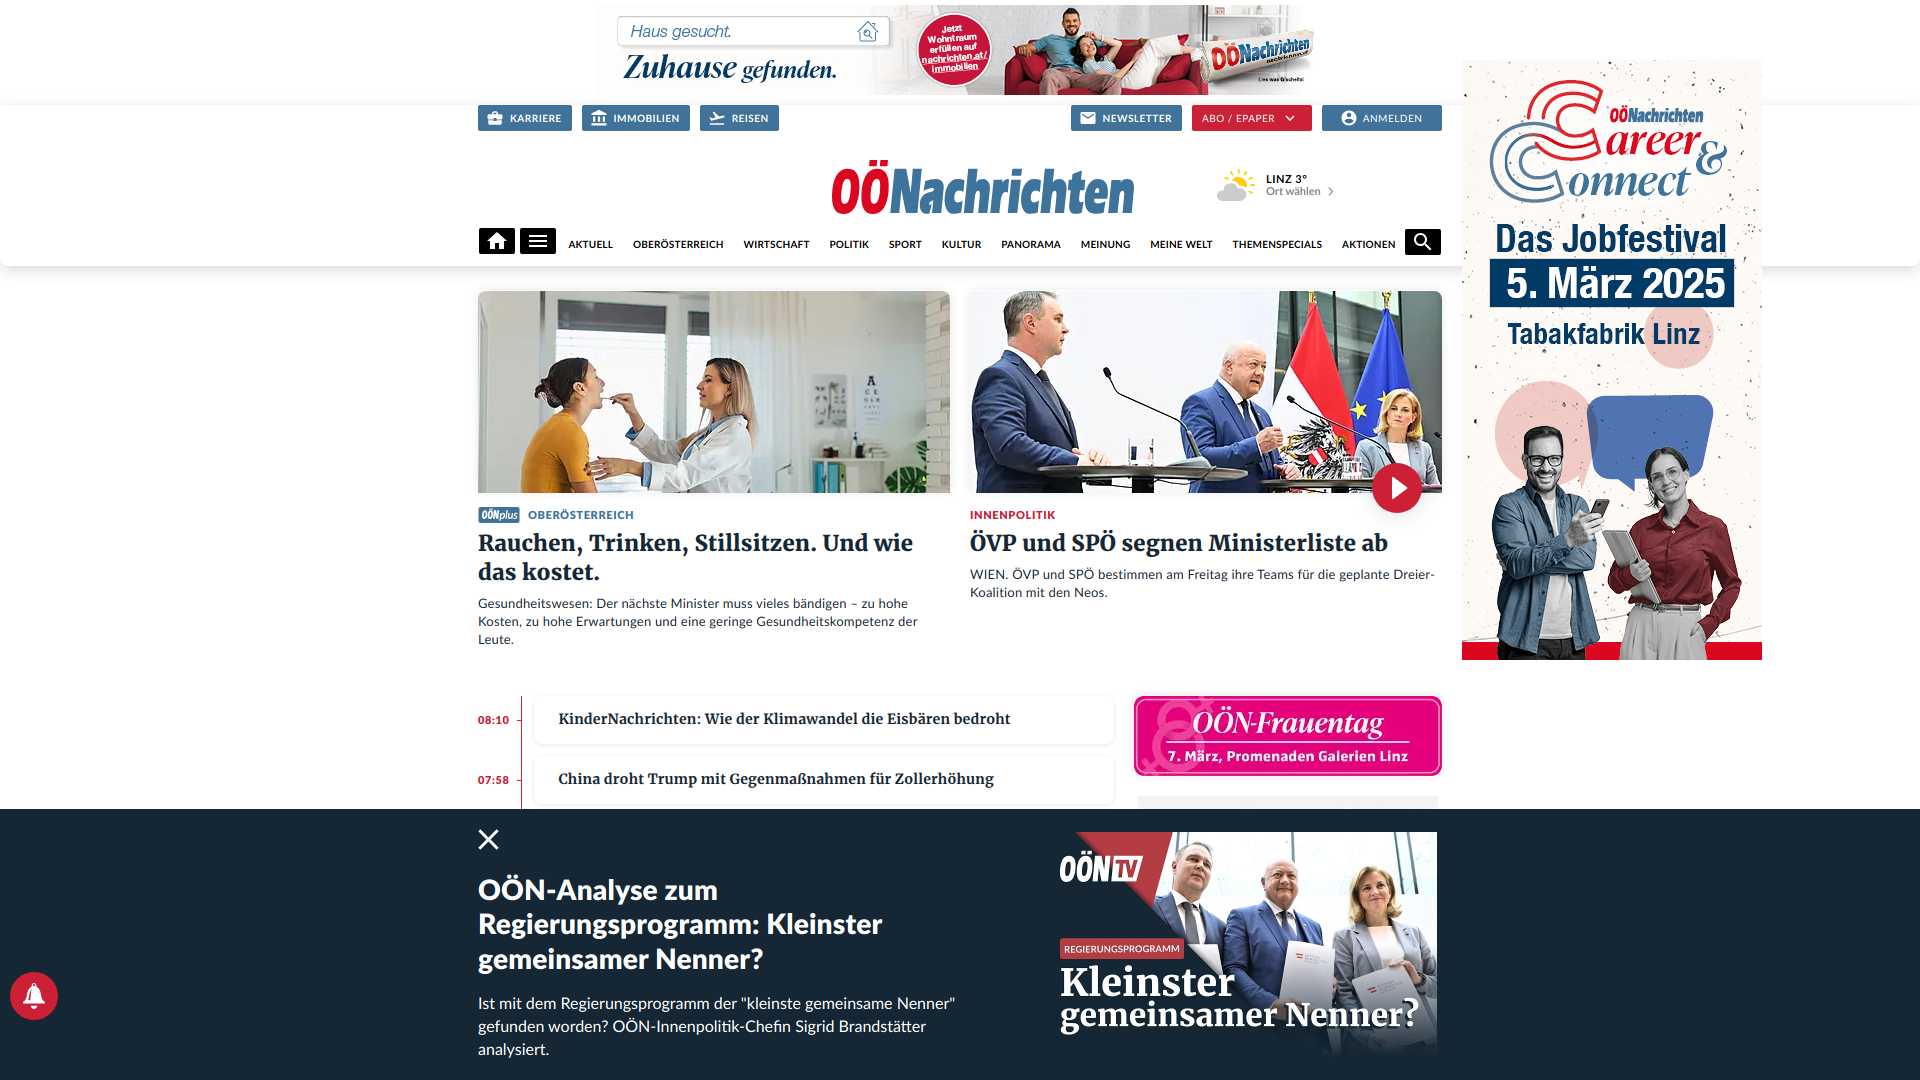 Haus gesucht.
Zuhause gefunden.
Jetzt
Wohntraum
erfüllen auf
nachrichten.at/
immobilien
OÖNachrichten
Lies was G'scheits!
KARRIERE
IMMOBILIEN
REISEN
NEWSLETTER
ABO / EPAPER
ANMELDEN
OÖNachrichten
LINZ 3°
Ort wählen
AKTUELL
OBERÖSTERREICH
WIRTSCHAFT
POLITIK
SPORT
KULTUR
PANORAMA
MEINUNG
MEINE WELT
THEMENSPECIALS
AKTIONEN
OÖNachrichten
Career &
Connect
Das Jobfestival
5. März 2025
Tabakfabrik Linz
OÖNplus OBERÖSTERREICH
Rauchen, Trinken, Stillsitzen. Und wie
das kostet.
Gesundheitswesen: Der nächste Minister muss vieles bändigen – zu hohe
Kosten, zu hohe Erwartungen und eine geringe Gesundheitskompetenz der
Leute.
INNENPOLITIK
ÖVP und SPÖ segnen Ministerliste ab
WIEN. ÖVP und SPÖ bestimmen am Freitag ihre Teams für die geplante Dreier-
Koalition mit den Neos.
08:10
KinderNachrichten: Wie der Klimawandel die Eisbären bedroht
07:58
China droht Trump mit Gegenmaßnahmen für Zollerhöhung
OÖN-Frauentag
7. März, Promenaden Galerien Linz
OÖN-Analyse zum
Regierungsprogramm: Kleinster
gemeinsamer Nenner?
Ist mit dem Regierungsprogramm der "kleinste gemeinsame Nenner"
gefunden worden? OÖN-Innenpolitik-Chefin Sigrid Brandstätter
analysiert.
OÖN TV
REGIERUNGSPROGRAMM
Kleinster
gemeinsamer Nenner?